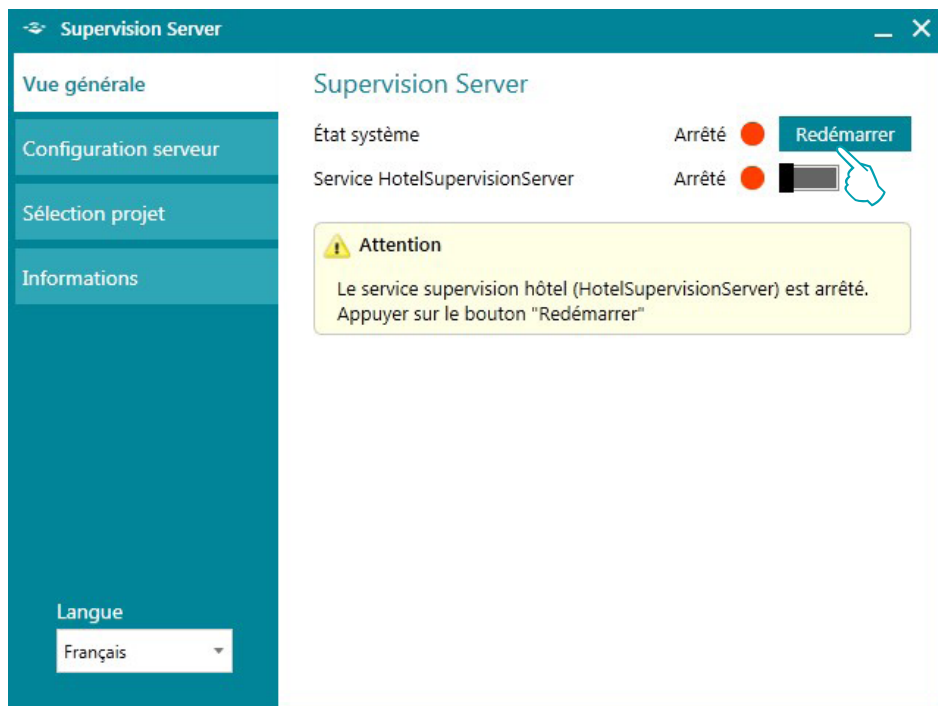 Supervision Server
Vue générale
Configuration serveur
Sélection projet
Informations
Langue
Français
Supervision Server
État système Arrêté Redémarrer
Service HotelSupervisionServer Arrêté
Attention
Le service supervision hôtel (HotelSupervisionServer) est arrêté.
Appuyer sur le bouton "Redémarrer"